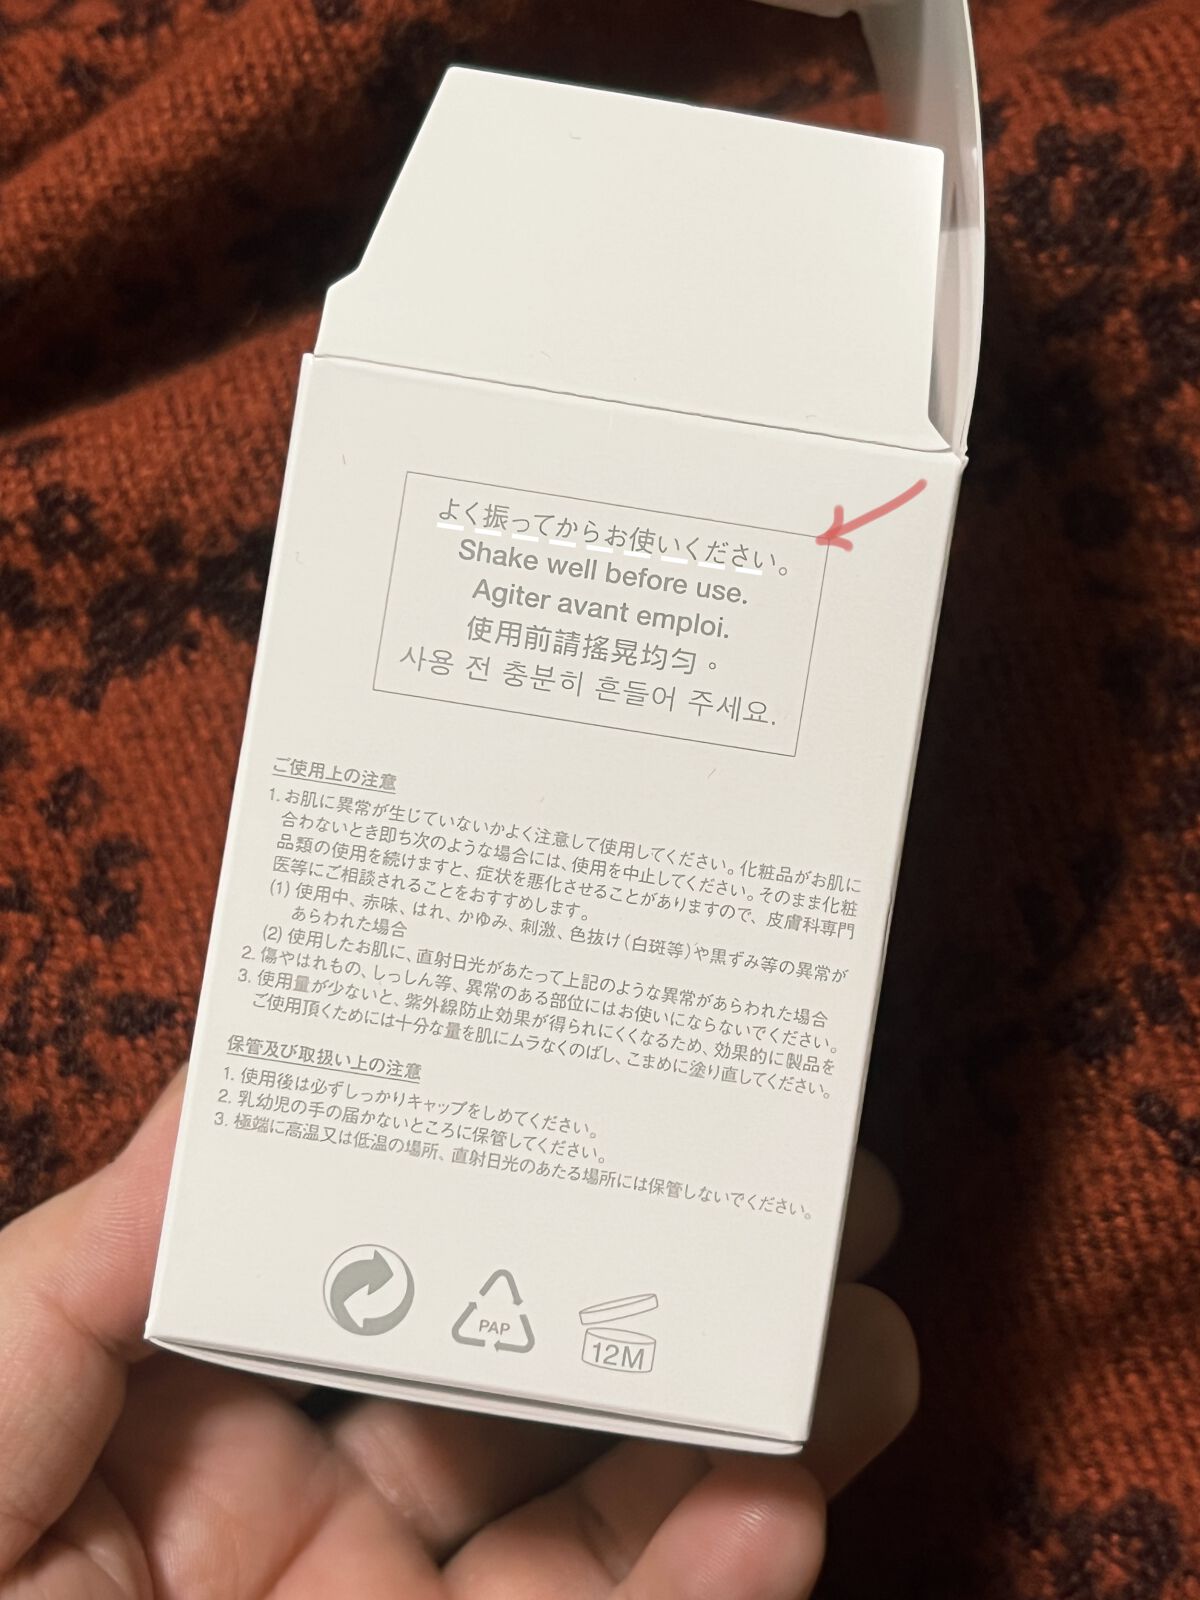 よく振ってからお使いください。
Shake well before use.
Agiter avant emploi.
使用前請搖晃均勻。
사용 전 충분히 흔들어 주세요.
ご使用上の注意
1. お肌に異常が生じていないかよく注意して使用してください。化粧品がお肌に
合わないとき即ち次のような場合には、使用を中止してください。そのまま化粧
品類の使用を続けますと、症状を悪化させることがありますので、皮膚科専門
医等にご相談されることをおすすめします。
(1) 使用中、赤味、はれ、かゆみ、刺激、色抜け(白斑等)や黒ずみ等の異常が
あらわれた場合
(2) 使用したお肌に、直射日光があたって上記のような異常があらわれた場合
2. 傷やはれもの、しっしん等、異常のある部位にはお使いにならないでください。
3. 使用量が少ないと、紫外線防止効果が得られにくくなるため、効果的に製品を
ご使用頂くためには十分な量を肌にムラなくのばし、こまめに塗り直してください。
保管及び取扱い上の注意
1. 使用後は必ずしっかりキャップをしめてください。
2. 乳幼児の手の届かないところに保管してください。
3. 極端に高温又は低温の場所、直射日光のあたる場所には保管しないでください。
PAP
12M